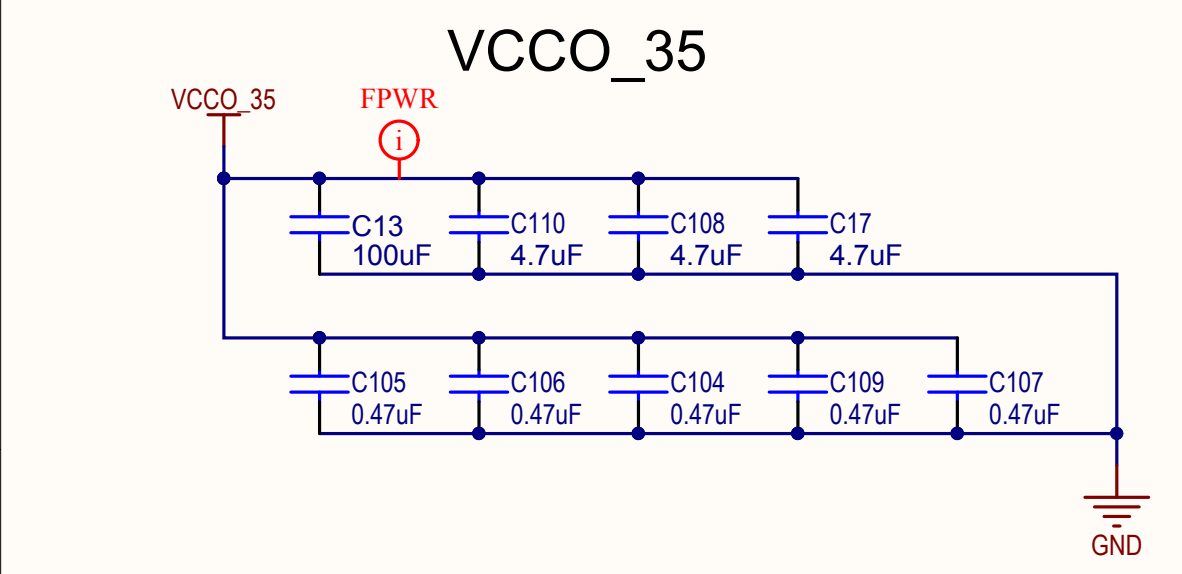 VCCO_35
VCCO_35
FPWR
i
C13
100uF
C110
4.7uF
C108
4.7uF
C17
4.7uF
C105
0.47uF
C106
0.47uF
C104
0.47uF
C109
0.47uF
C107
0.47uF
GND